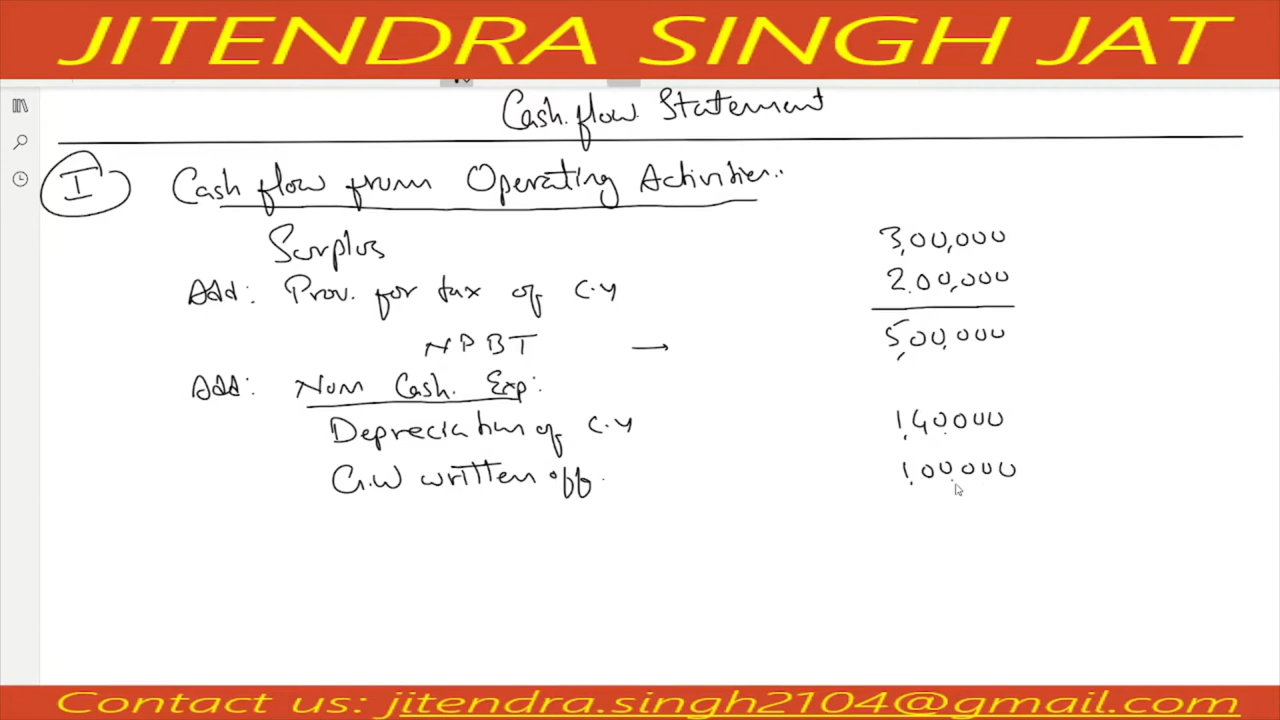 JITENDRA SINGH JAT
Cash flow Statement
I Cash flow from Operating Activities..
Surplus 3,00,000
Add: Prov. for tax of C.Y 2.00,000
NPBT → 5,00,000
Add: Non Cash. Exp:
Depreciation of C.Y 1,40,000
G.W written off. 1,00,000
Contact us: jitendra.singh2104@gmail.com